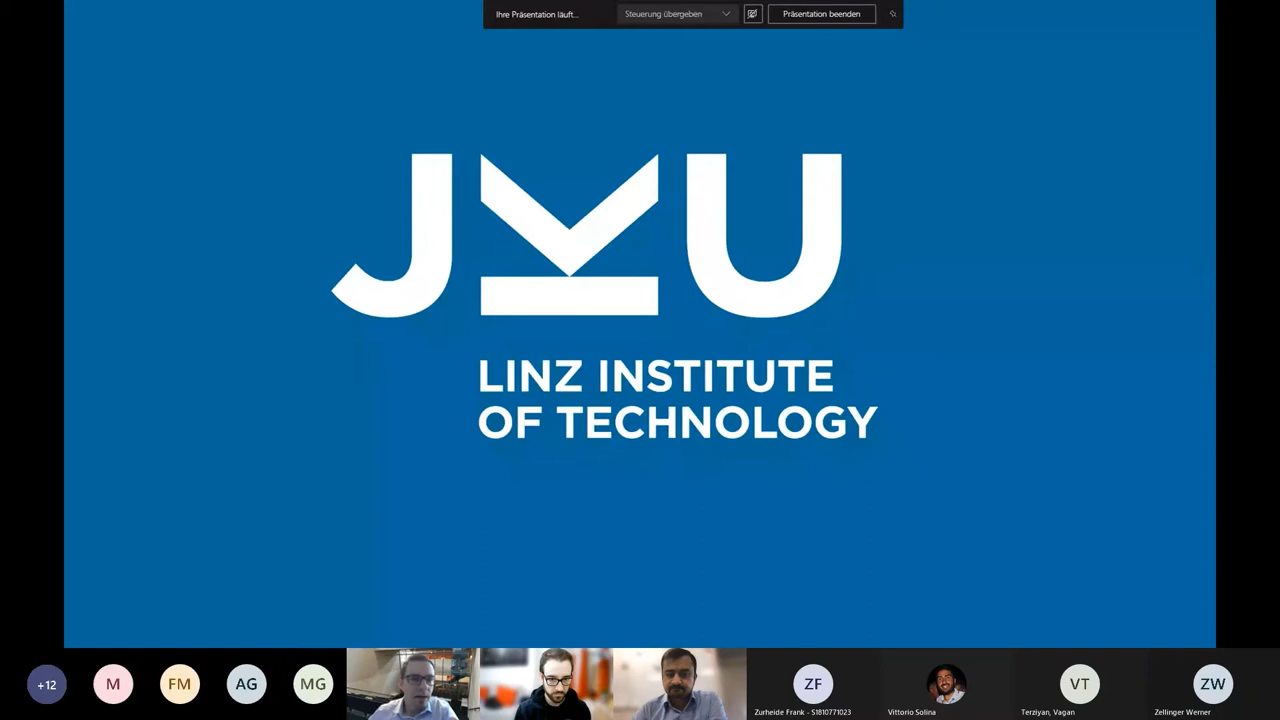 Ihre Präsentation läuft...
Steuerung übergeben
Präsentation beenden
JKU
LINZ INSTITUTE
OF TECHNOLOGY
+12
M
FM
AG
MG
ZF
VT
ZW
Zurheide Frank - S1810771023
Vittorio Solina
Terziyan, Vagan
Zellinger Werner